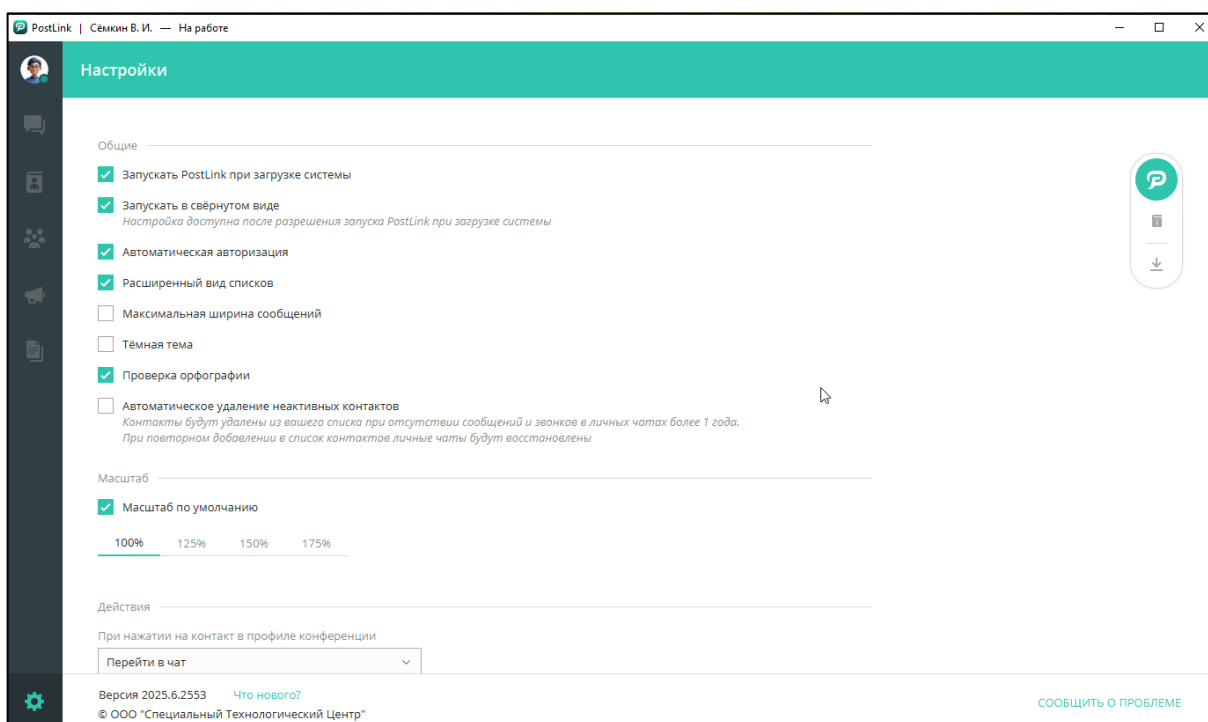 PostLink | Сёмкин В. И. — На работе
Настройки
Общие
Запускать PostLink при загрузке системы
Запускать в свёрнутом виде
Настройка доступна после разрешения запуска PostLink при загрузке системы
Автоматическая авторизация
Расширенный вид списков
Максимальная ширина сообщений
Тёмная тема
Проверка орфографии
Автоматическое удаление неактивных контактов
Контакты будут удалены из вашего списка при отсутствии сообщений и звонков в личных чатах более 1 года.
При повторном добавлении в список контактов личные чаты будут восстановлены
Масштаб
Масштаб по умолчанию
100% 125% 150% 175%
Действия
При нажатии на контакт в профиле конференции
Перейти в чат
Версия 2025.6.2553 Что нового?
© ООО "Специальный Технологический Центр"
СООБЩИТЬ О ПРОБЛЕМЕ